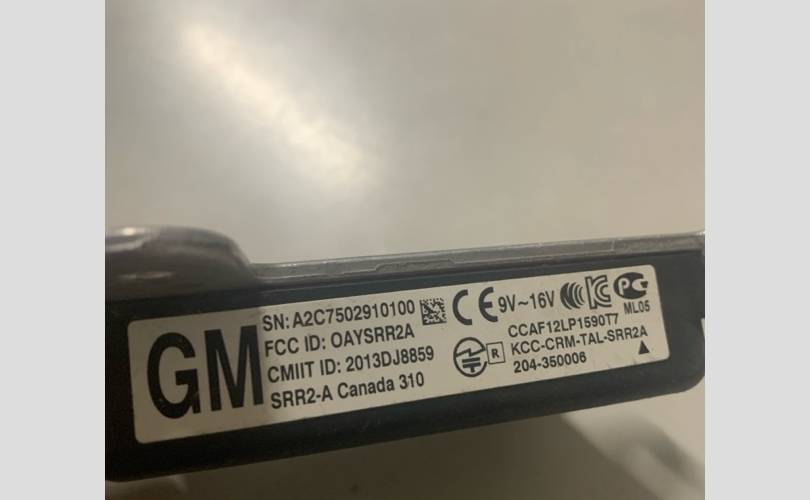 GM
SN: A2C7502910100
FCC ID: OAYSRR2A
CMIIT ID: 2013DJ8859
SRR2-A Canada 310
CE 9V~16V
ML05
CCAF12LP1590T7
R KCC-CRM-TAL-SRR2A
204-350006